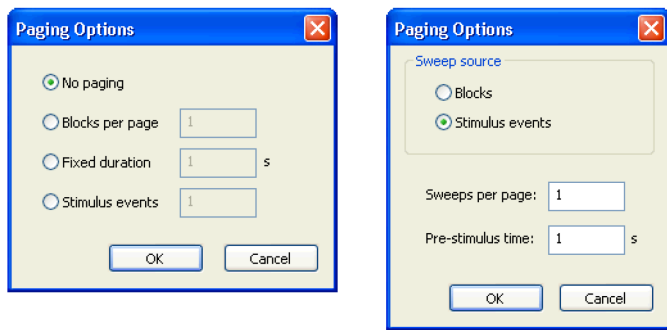 Paging Options
No paging
Blocks per page 1
Fixed duration 1 s
Stimulus events 1
OK Cancel
Paging Options
Sweep source
Blocks
Stimulus events
Sweeps per page: 1
Pre-stimulus time: 1 s
OK Cancel